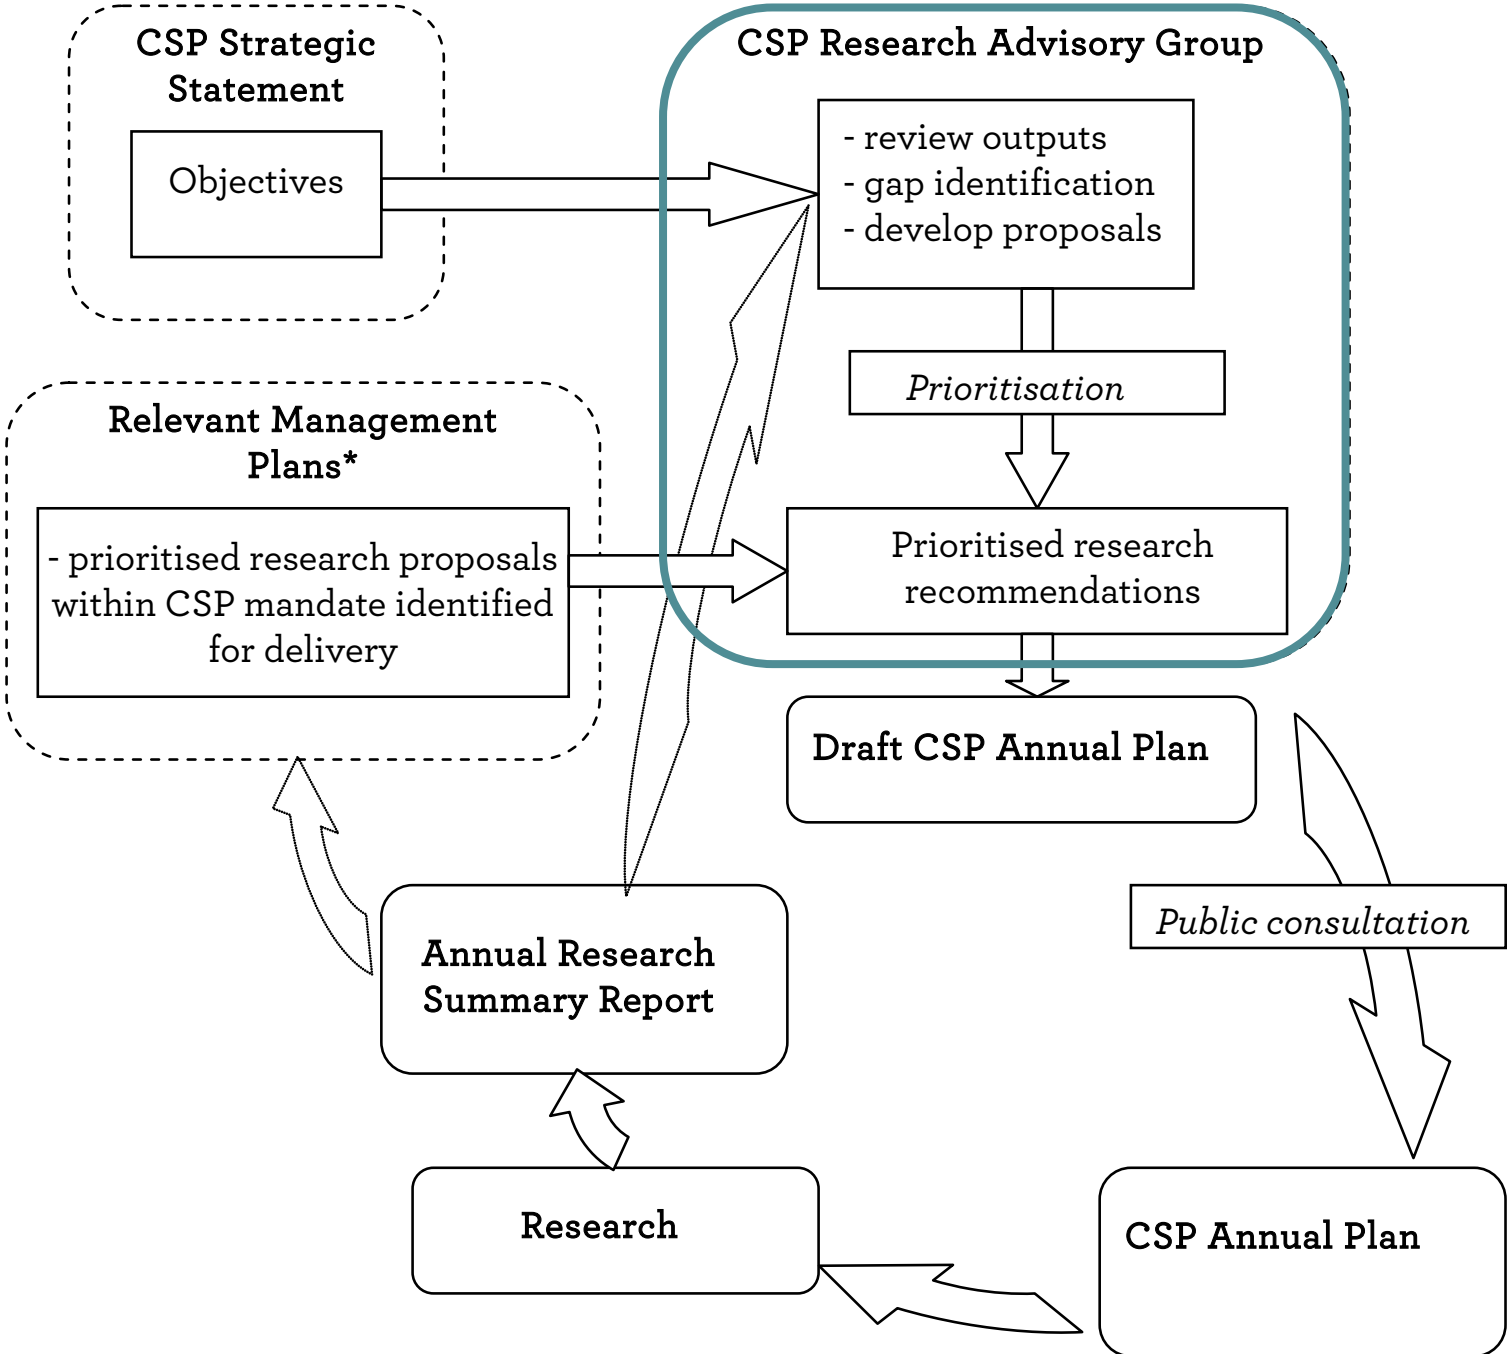 CSP Strategic
Statement
Objectives
CSP Research Advisory Group
- review outputs
- gap identification
- develop proposals
Prioritisation
Relevant Management
Plans*
- prioritised research proposals
within CSP mandate identified
for delivery
Prioritised research
recommendations
Draft CSP Annual Plan
Public consultation
Annual Research
Summary Report
Research
CSP Annual Plan